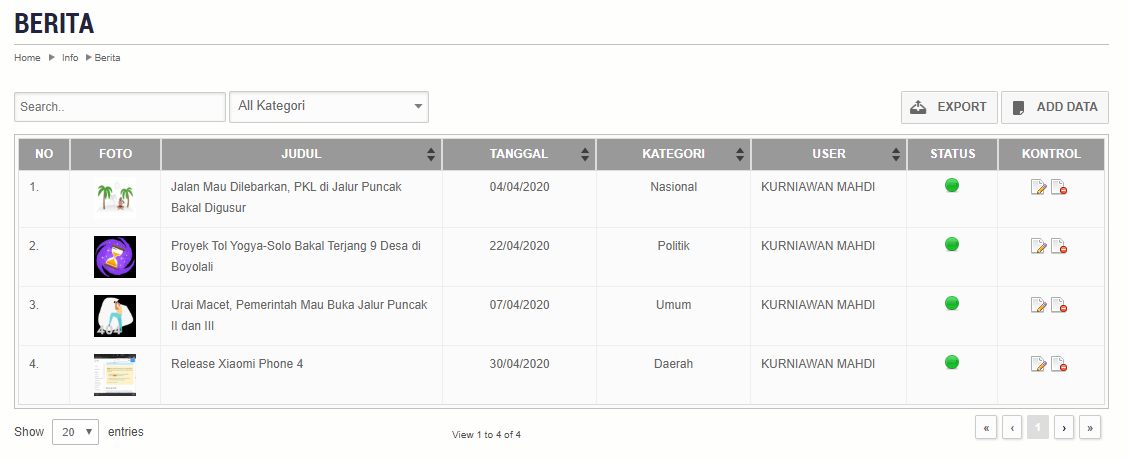 BERITA
Home Info Berita
Search.. All Kategori EXPORT ADD DATA
NO FOTO JUDUL TANGGAL KATEGORI USER STATUS KONTROL
1. Jalan Mau Dilebarkan, PKL di Jalur Puncak 04/04/2020 Nasional KURNIAWAN MAHDI
Bakal Digusur
2. Proyek Tol Yogya-Solo Bakal Terjang 9 Desa di 22/04/2020 Politik KURNIAWAN MAHDI
Boyolali
3. Urai Macet, Pemerintah Mau Buka Jalur Puncak 07/04/2020 Umum KURNIAWAN MAHDI
404 II dan III
4. Release Xiaomi Phone 4 30/04/2020 Daerah KURNIAWAN MAHDI
Show 20 entries View 1 to 4 of 4 « ‹ 1 › »